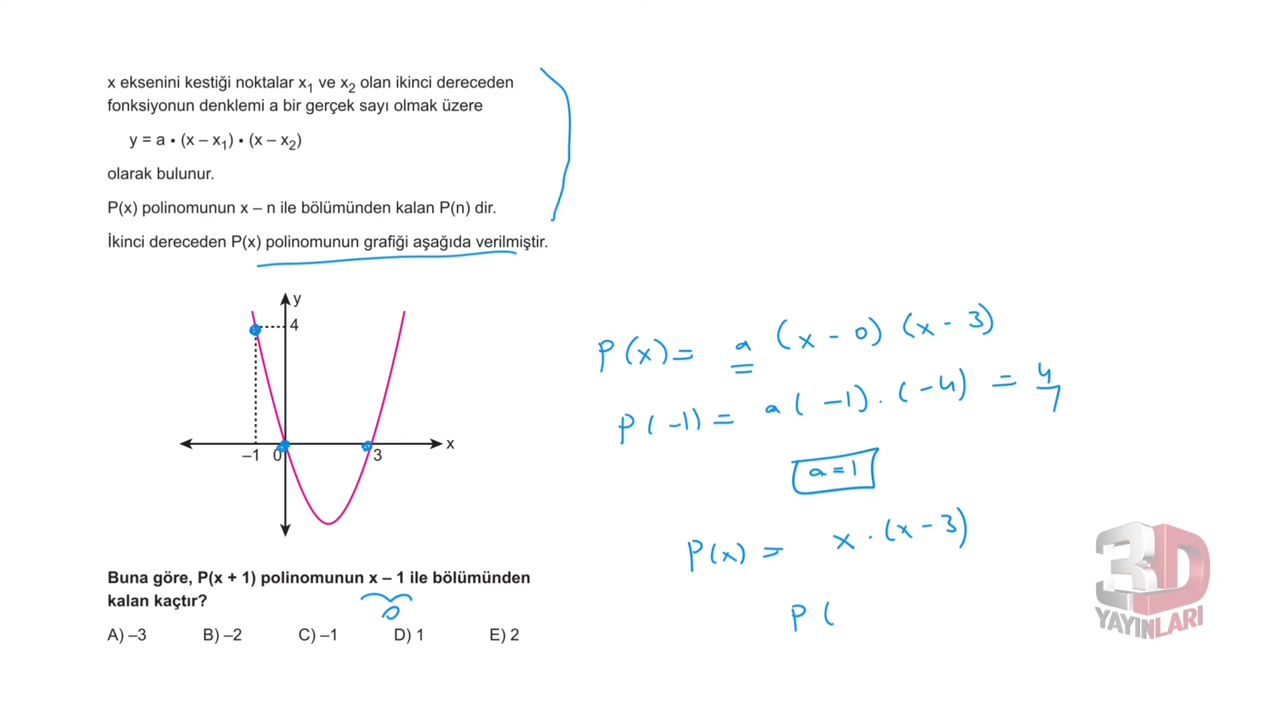 x eksenini kestiği noktalar x₁ ve x₂ olan ikinci dereceden
fonksiyonun denklemi a bir gerçek sayı olmak üzere
y = a • (x – x₁) • (x – x₂)
olarak bulunur.
P(x) polinomunun x – n ile bölümünden kalan P(n) dir.
İkinci dereceden P(x) polinomunun grafiği aşağıda verilmiştir.
y
4
–1 0 3 x
Buna göre, P(x + 1) polinomunun x – 1 ile bölümünden
kalan kaçtır?
0
A) –3 B) –2 C) –1 D) 1 E) 2
P(x) = a (x - 0) (x - 3)
P(-1) = a(-1) . (-4) = 4
a = 1
P(x) = x . (x - 3)
P (
3D
YAYINLARI